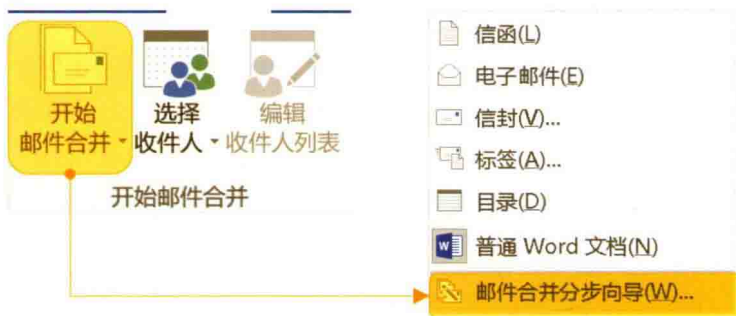 开始
邮件合并
选择
收件人
编辑
收件人列表
开始邮件合并
信函(L)
电子邮件(E)
信封(V)...
标签(A)...
目录(D)
普通 Word 文档(N)
邮件合并分步向导(W)...